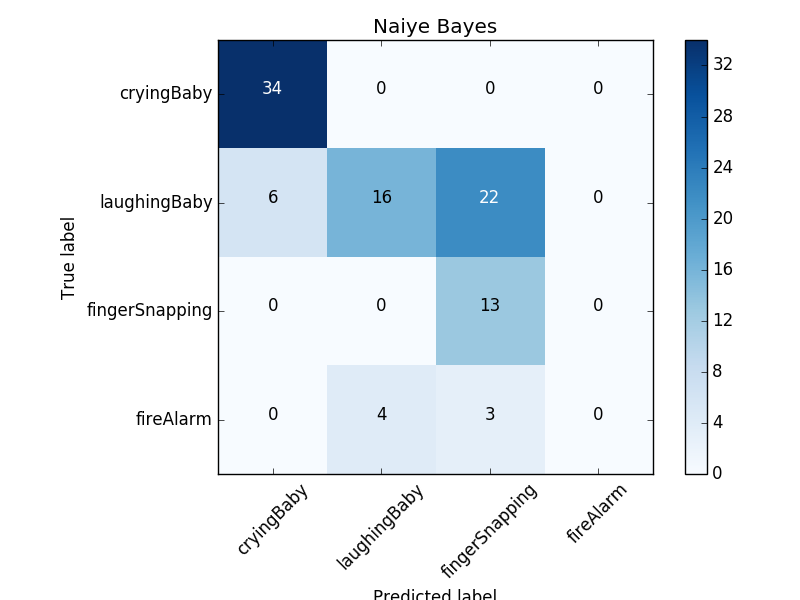 Naiye Bayes
cryingBaby 34 0 0 0
laughingBaby 6 16 22 0
fingerSnapping 0 0 13 0
fireAlarm 0 4 3 0
True label
cryingBaby laughingBaby fingerSnapping fireAlarm
Predicted label
32
28
24
20
16
12
8
4
0